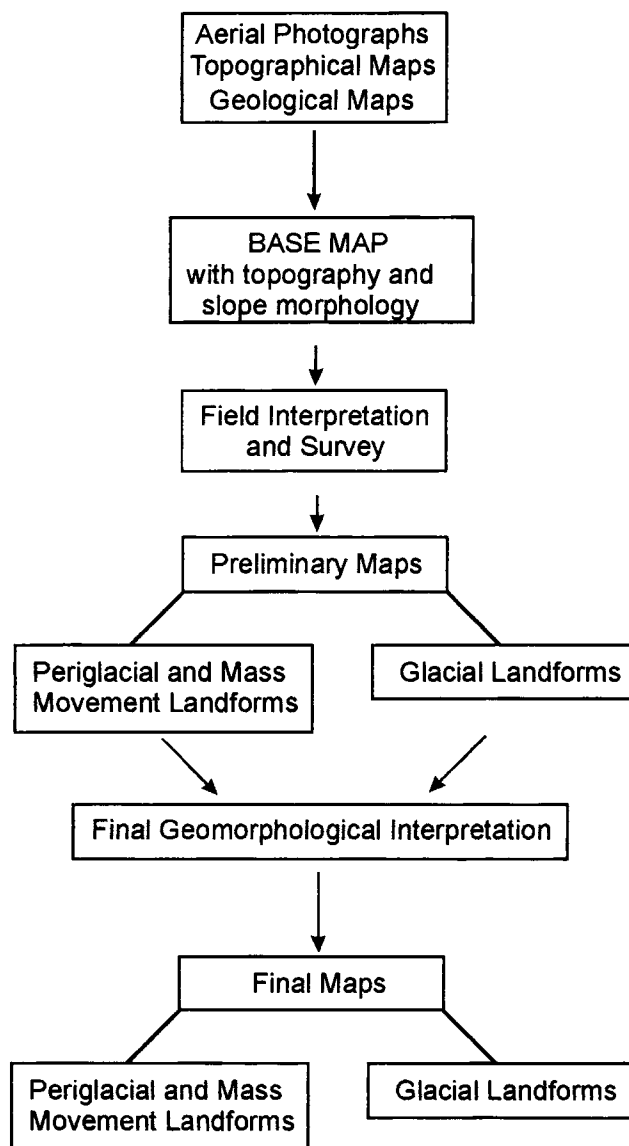 Aerial Photographs
Topographical Maps
Geological Maps
BASE MAP
with topography and
slope morphology
Field Interpretation
and Survey
Preliminary Maps
Periglacial and Mass
Movement Landforms
Glacial Landforms
Final Geomorphological Interpretation
Final Maps
Periglacial and Mass
Movement Landforms
Glacial Landforms